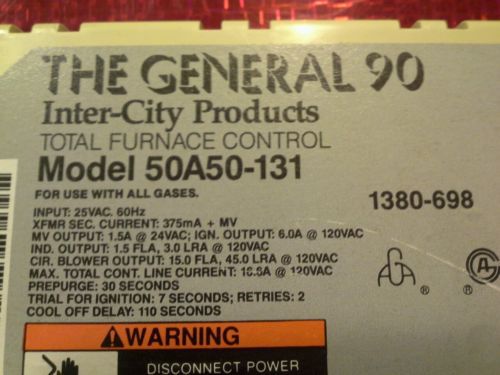 THE GENERAL 90
Inter-City Products
TOTAL FURNACE CONTROL
Model 50A50-131
FOR USE WITH ALL GASES.
1380-698
INPUT: 25VAC. 60Hz
XFMR SEC. CURRENT: 375mA + MV
MV OUTPUT: 1.5A @ 24VAC; IGN. OUTPUT: 6.0A @ 120VAC
IND. OUTPUT: 1.5 FLA, 3.0 LRA @ 120VAC
CIR. BLOWER OUTPUT: 15.0 FLA, 45.0 LRA @ 120VAC
MAX. TOTAL CONT. LINE CURRENT: @ 120VAC
PREPURGE: 30 SECONDS
TRIAL FOR IGNITION: 7 SECONDS; RETRIES: 2
COOL OFF DELAY: 110 SECONDS
AGA ® ®
WARNING
DISCONNECT POWER